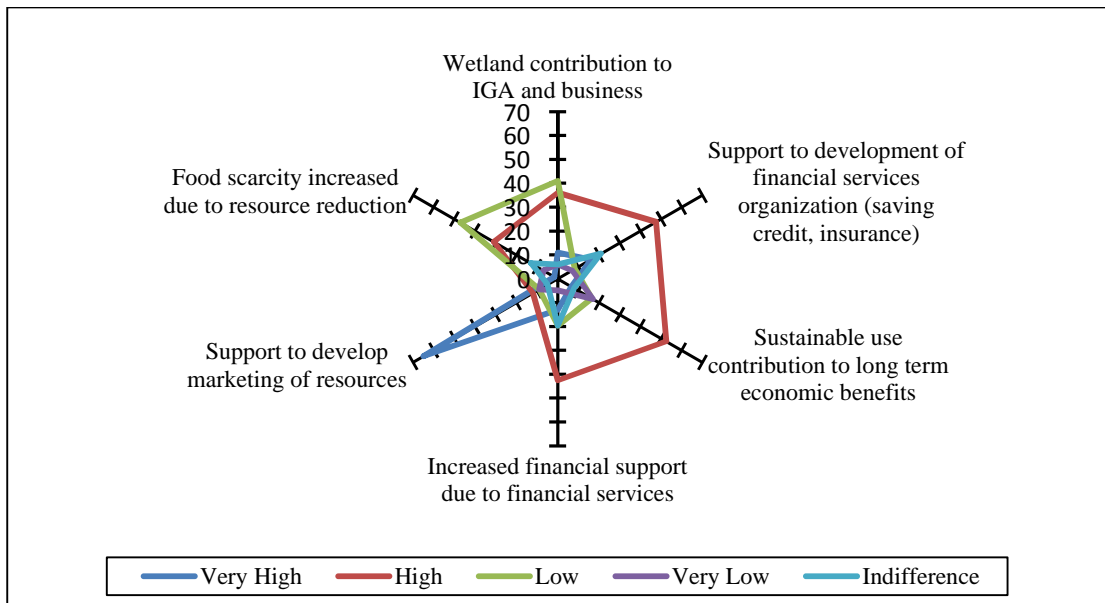 Wetland contribution to
IGA and business
70
60
50
40
30
20
10
0
Support to development of
financial services
organization (saving
credit, insurance)
Sustainable use
contribution to long term
economic benefits
Increased financial support
due to financial services
Support to develop
marketing of resources
Food scarcity increased
due to resource reduction
Very High
High
Low
Very Low
Indifference